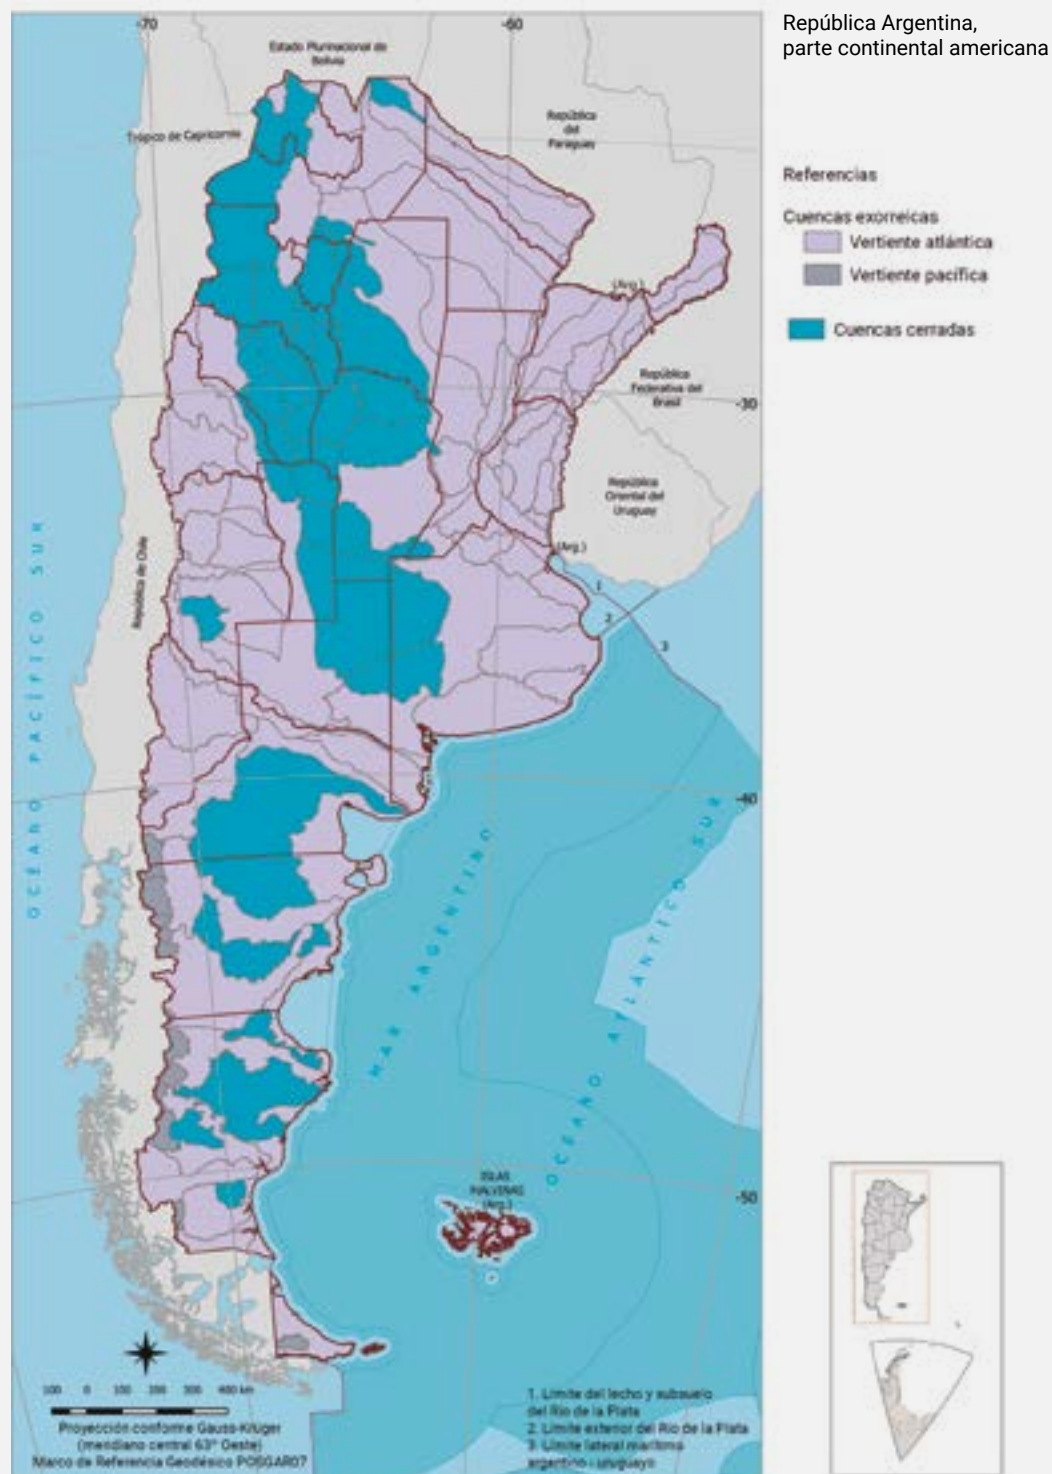 -70
-60
República Argentina,
parte continental americana
Estado Plurinacional de
Bolivia
Trópico de Capricornio
República
del
Paraguay
Referencias
Cuencas exorreicas
Vertiente atlántica
Vertiente pacífica
Cuencas cerradas
(Arg.)
República
Federativa del
Brasil
-30
República
Oriental del
Uruguay
República de Chile
OCÉANO PACÍFICO SUR
(Arg.)
1
2
3
-40
MAR ARGENTINO
OCÉANO ATLÁNTICO SUR
ISLAS
MALVINAS
(Arg.)
-50
100 0 100 200 300 400 km
Proyección conforme Gauss-Krüger
(meridiano central 63° Oeste)
Marco de Referencia Geodésico POSGAR07
1. Límite del lecho y subsuelo
del Río de la Plata
2. Límite exterior del Río de la Plata
3. Límite lateral marítimo
argentino - uruguayo